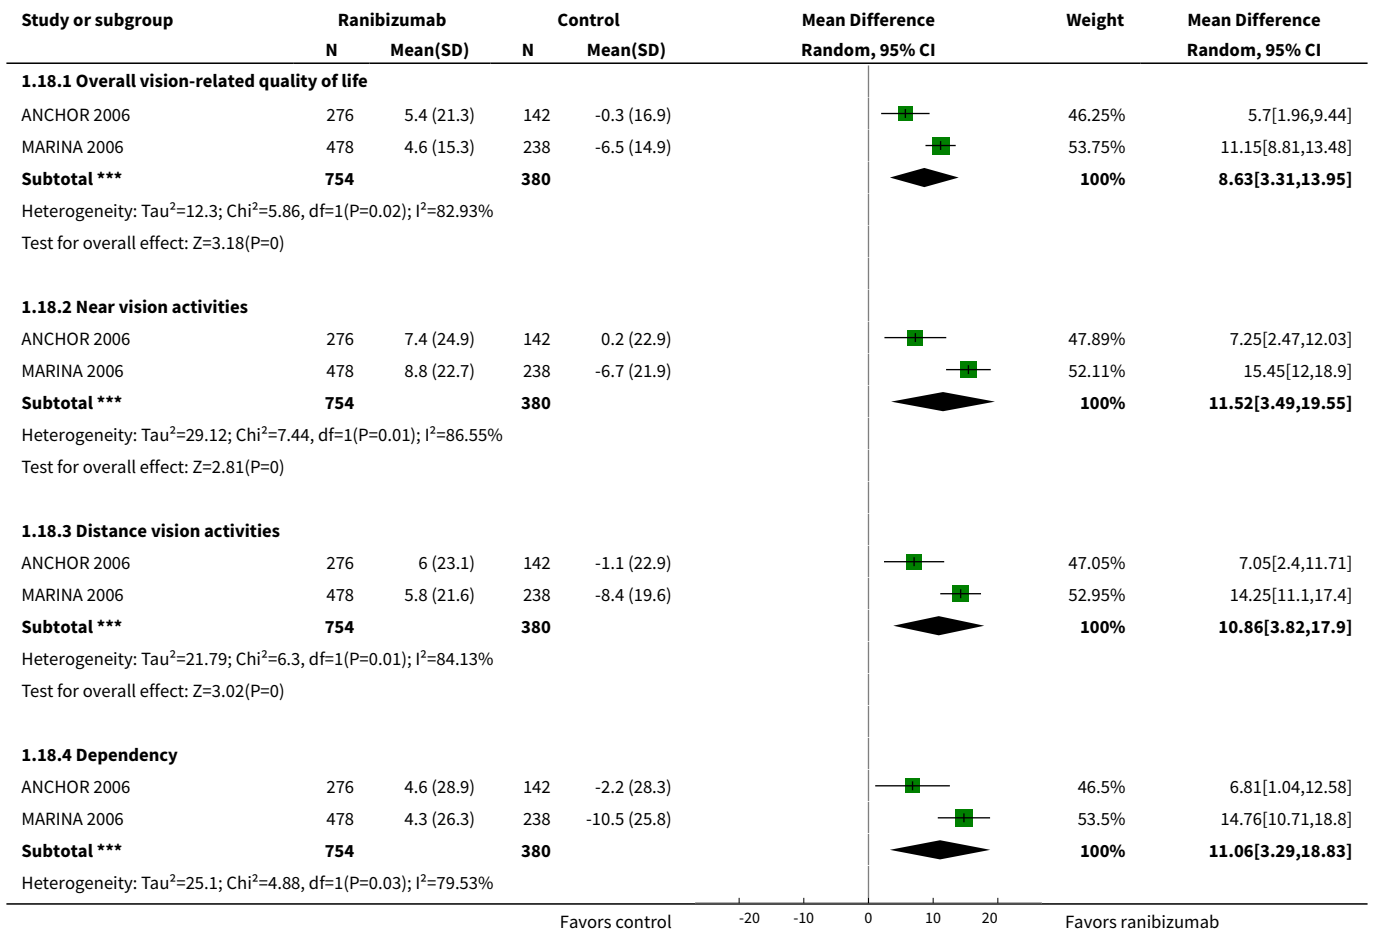 Study or subgroup Ranibizumab Control Mean Difference Weight Mean Difference
N Mean(SD) N Mean(SD) Random, 95% CI Random, 95% CI
1.18.1 Overall vision-related quality of life
ANCHOR 2006 276 5.4 (21.3) 142 -0.3 (16.9) 46.25% 5.7[1.96,9.44]
MARINA 2006 478 4.6 (15.3) 238 -6.5 (14.9) 53.75% 11.15[8.81,13.48]
Subtotal *** 754 380 100% 8.63[3.31,13.95]
Heterogeneity: Tau²=12.3; Chi²=5.86, df=1(P=0.02); I²=82.93%
Test for overall effect: Z=3.18(P=0)
1.18.2 Near vision activities
ANCHOR 2006 276 7.4 (24.9) 142 0.2 (22.9) 47.89% 7.25[2.47,12.03]
MARINA 2006 478 8.8 (22.7) 238 -6.7 (21.9) 52.11% 15.45[12,18.9]
Subtotal *** 754 380 100% 11.52[3.49,19.55]
Heterogeneity: Tau²=29.12; Chi²=7.44, df=1(P=0.01); I²=86.55%
Test for overall effect: Z=2.81(P=0)
1.18.3 Distance vision activities
ANCHOR 2006 276 6 (23.1) 142 -1.1 (22.9) 47.05% 7.05[2.4,11.71]
MARINA 2006 478 5.8 (21.6) 238 -8.4 (19.6) 52.95% 14.25[11.1,17.4]
Subtotal *** 754 380 100% 10.86[3.82,17.9]
Heterogeneity: Tau²=21.79; Chi²=6.3, df=1(P=0.01); I²=84.13%
Test for overall effect: Z=3.02(P=0)
1.18.4 Dependency
ANCHOR 2006 276 4.6 (28.9) 142 -2.2 (28.3) 46.5% 6.81[1.04,12.58]
MARINA 2006 478 4.3 (26.3) 238 -10.5 (25.8) 53.5% 14.76[10.71,18.8]
Subtotal *** 754 380 100% 11.06[3.29,18.83]
Heterogeneity: Tau²=25.1; Chi²=4.88, df=1(P=0.03); I²=79.53%
Favors control -20 -10 0 10 20 Favors ranibizumab